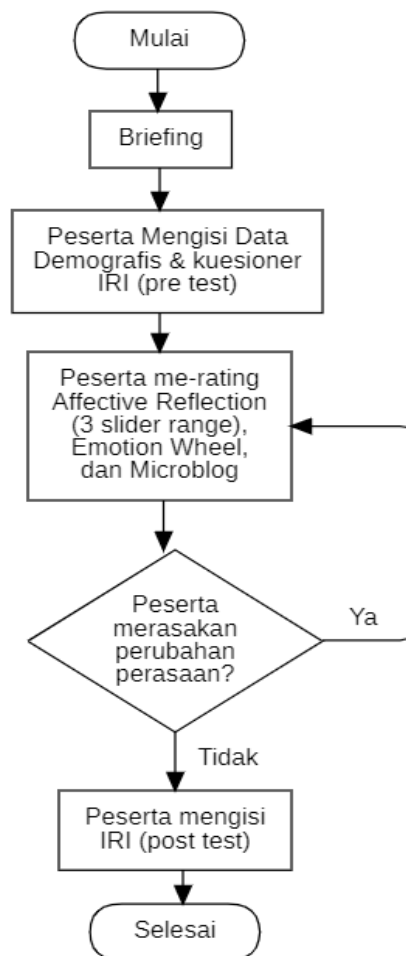 Mulai
Briefing
Peserta Mengisi Data
Demografis & kuesioner
IRI (pre test)
Peserta me-rating
Affective Reflection
(3 slider range),
Emotion Wheel,
dan Microblog
Peserta
merasakan
perubahan
perasaan?
Ya
Tidak
Peserta mengisi
IRI (post test)
Selesai